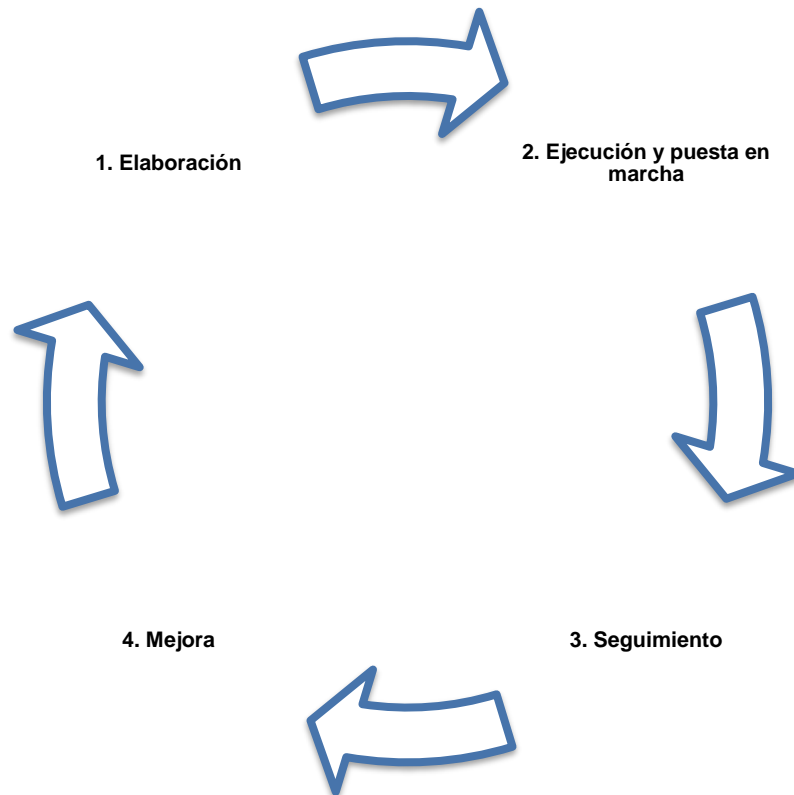 1. Elaboración
2. Ejecución y puesta en
marcha
4. Mejora
3. Seguimiento